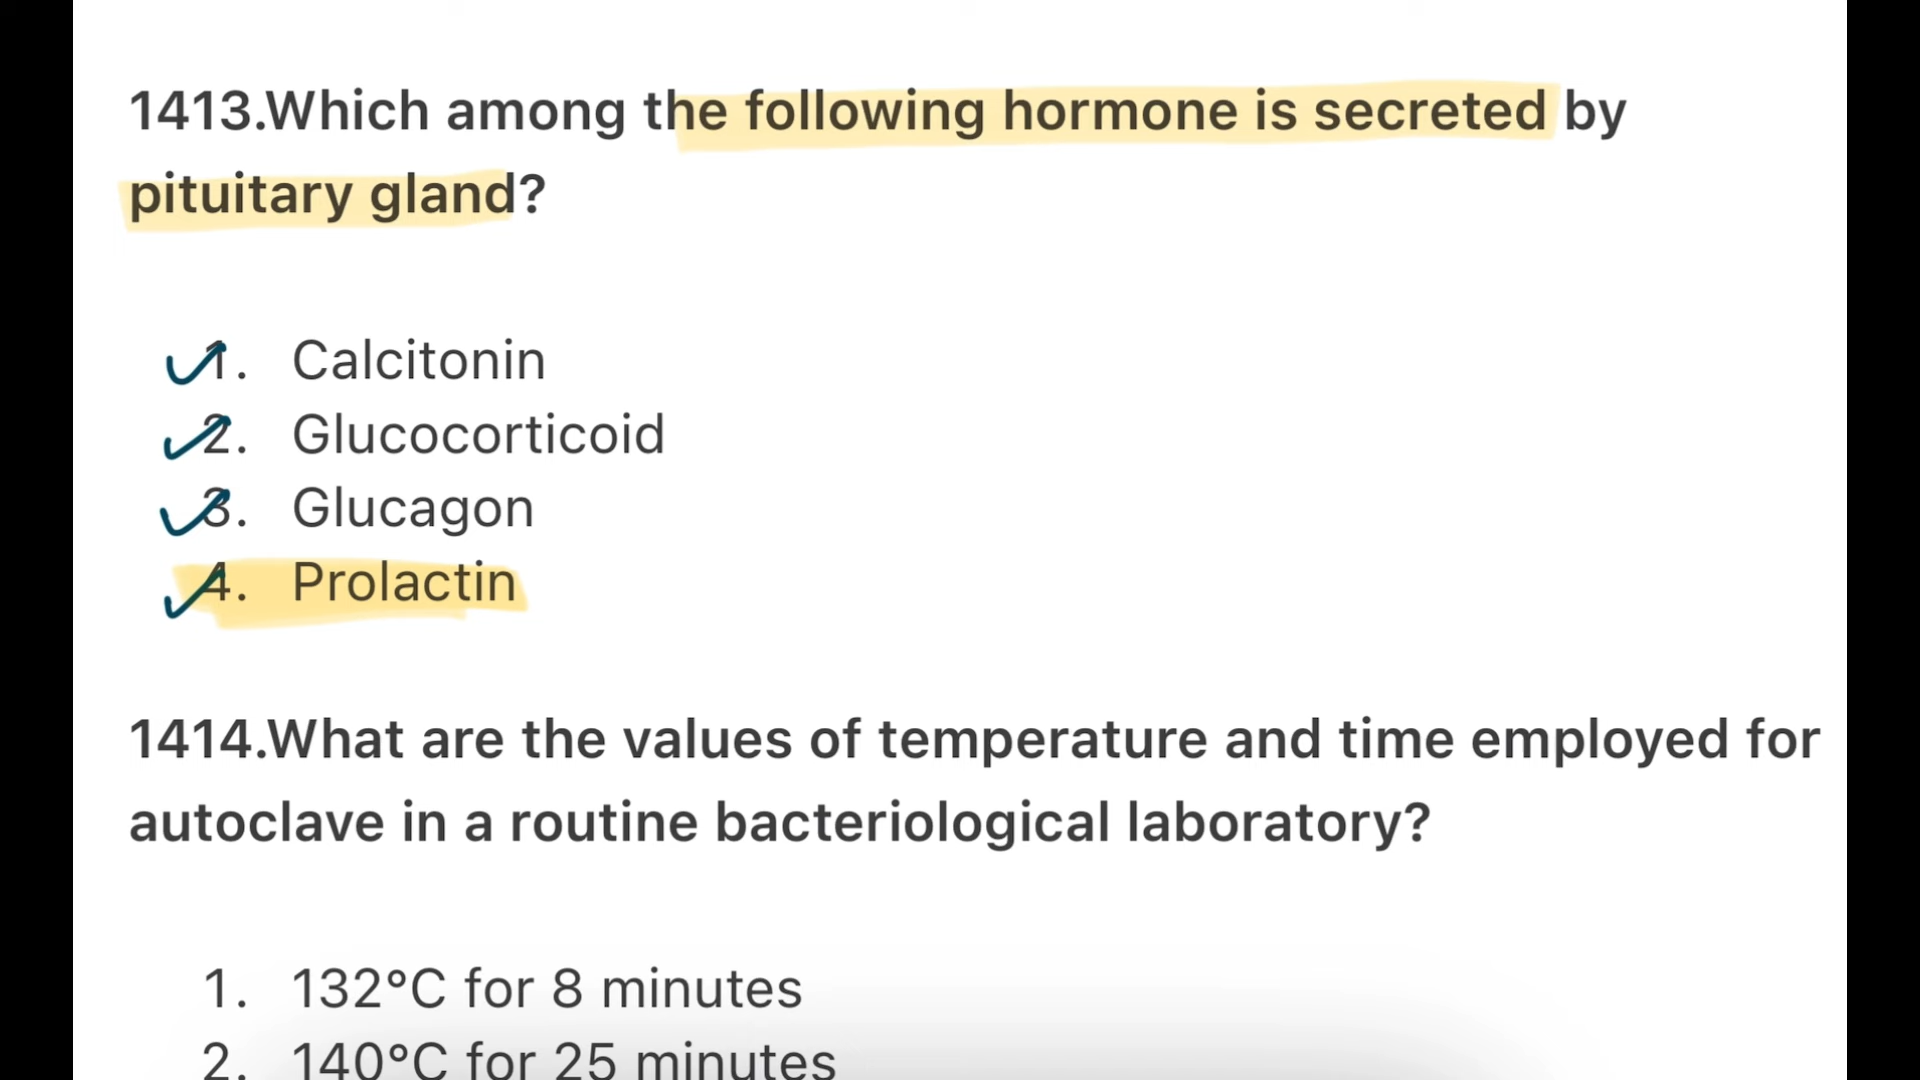 1413.Which among the following hormone is secreted by
pituitary gland?
1. Calcitonin
2. Glucocorticoid
3. Glucagon
4. Prolactin
1414.What are the values of temperature and time employed for
autoclave in a routine bacteriological laboratory?
1. 132°C for 8 minutes
2. 140°C for 25 minutes